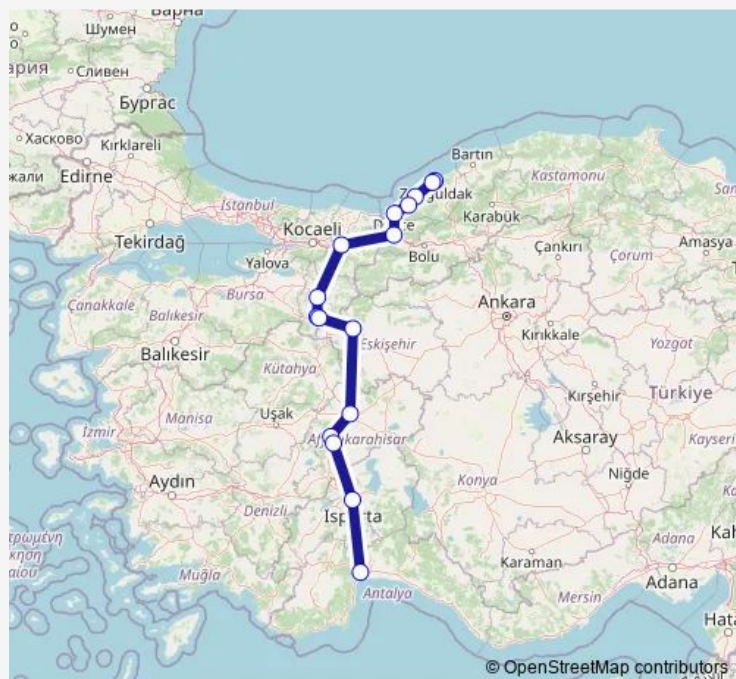 Варна
Шумен
Сливен
Бургас
Хасково
Kırklareli
Edirne
Bartın
Kastamonu
Zonguldak
İstanbul
Karabük
Tekirdağ
Kocaeli
Düzce
Yalova
Bolu
Çankırı
Çorum
Amasya
Çanakkale
Bursa
Ankara
Balıkesir
Balıkesir
Kırıkkale
Eskişehir
Yozgat
Kütahya
Türkiye
Kırşehir
Uşak
Manisa
İzmir
Afyonkarahisar
Aksaray
Kayseri
Aydın
Niğde
Konya
Denizli
Isparta
Karaman
Adana
Muğla
Adana
Antalya
Mersin
© OpenStreetMap contributors